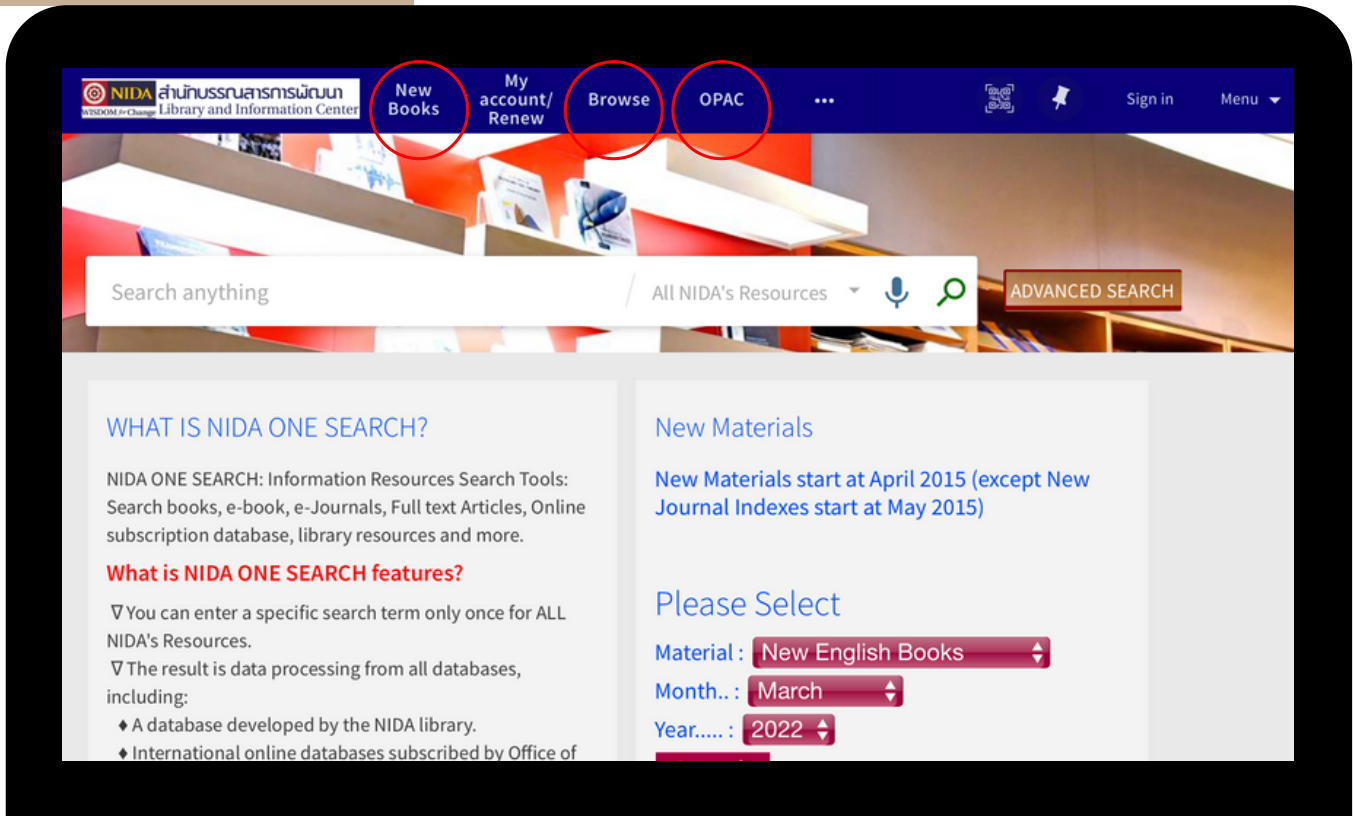 NIDA สำนักบรรณสารการพัฒนา
WISDOM for Change Library and Information Center
New
Books
My
account/
Renew
Browse
OPAC
•••
Sign in
Menu
Search anything
All NIDA's Resources
ADVANCED SEARCH
WHAT IS NIDA ONE SEARCH?
NIDA ONE SEARCH: Information Resources Search Tools:
Search books, e-book, e-Journals, Full text Articles, Online
subscription database, library resources and more.
What is NIDA ONE SEARCH features?
∇ You can enter a specific search term only once for ALL
NIDA's Resources.
∇ The result is data processing from all databases,
including:
♦ A database developed by the NIDA library.
♦ International online databases subscribed by Office of
New Materials
New Materials start at April 2015 (except New
Journal Indexes start at May 2015)
Please Select
Material : New English Books
Month.. : March
Year..... : 2022